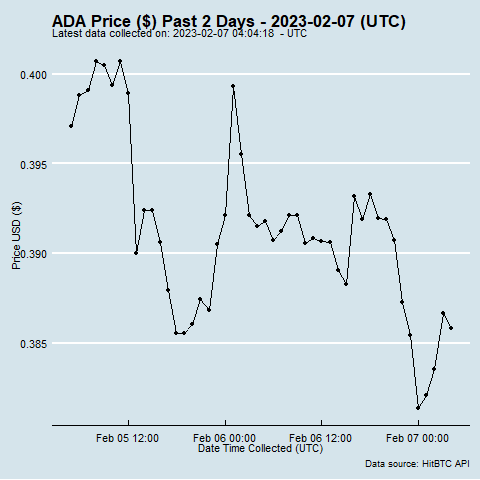 ADA Price ($) Past 2 Days - 2023-02-07 (UTC)
Latest data collected on: 2023-02-07 04:04:18  - UTC
0.400
0.395
0.390
0.385
Price USD ($)
Feb 05 12:00
Feb 06 00:00
Feb 06 12:00
Feb 07 00:00
Date Time Collected (UTC)
Data source: HitBTC API